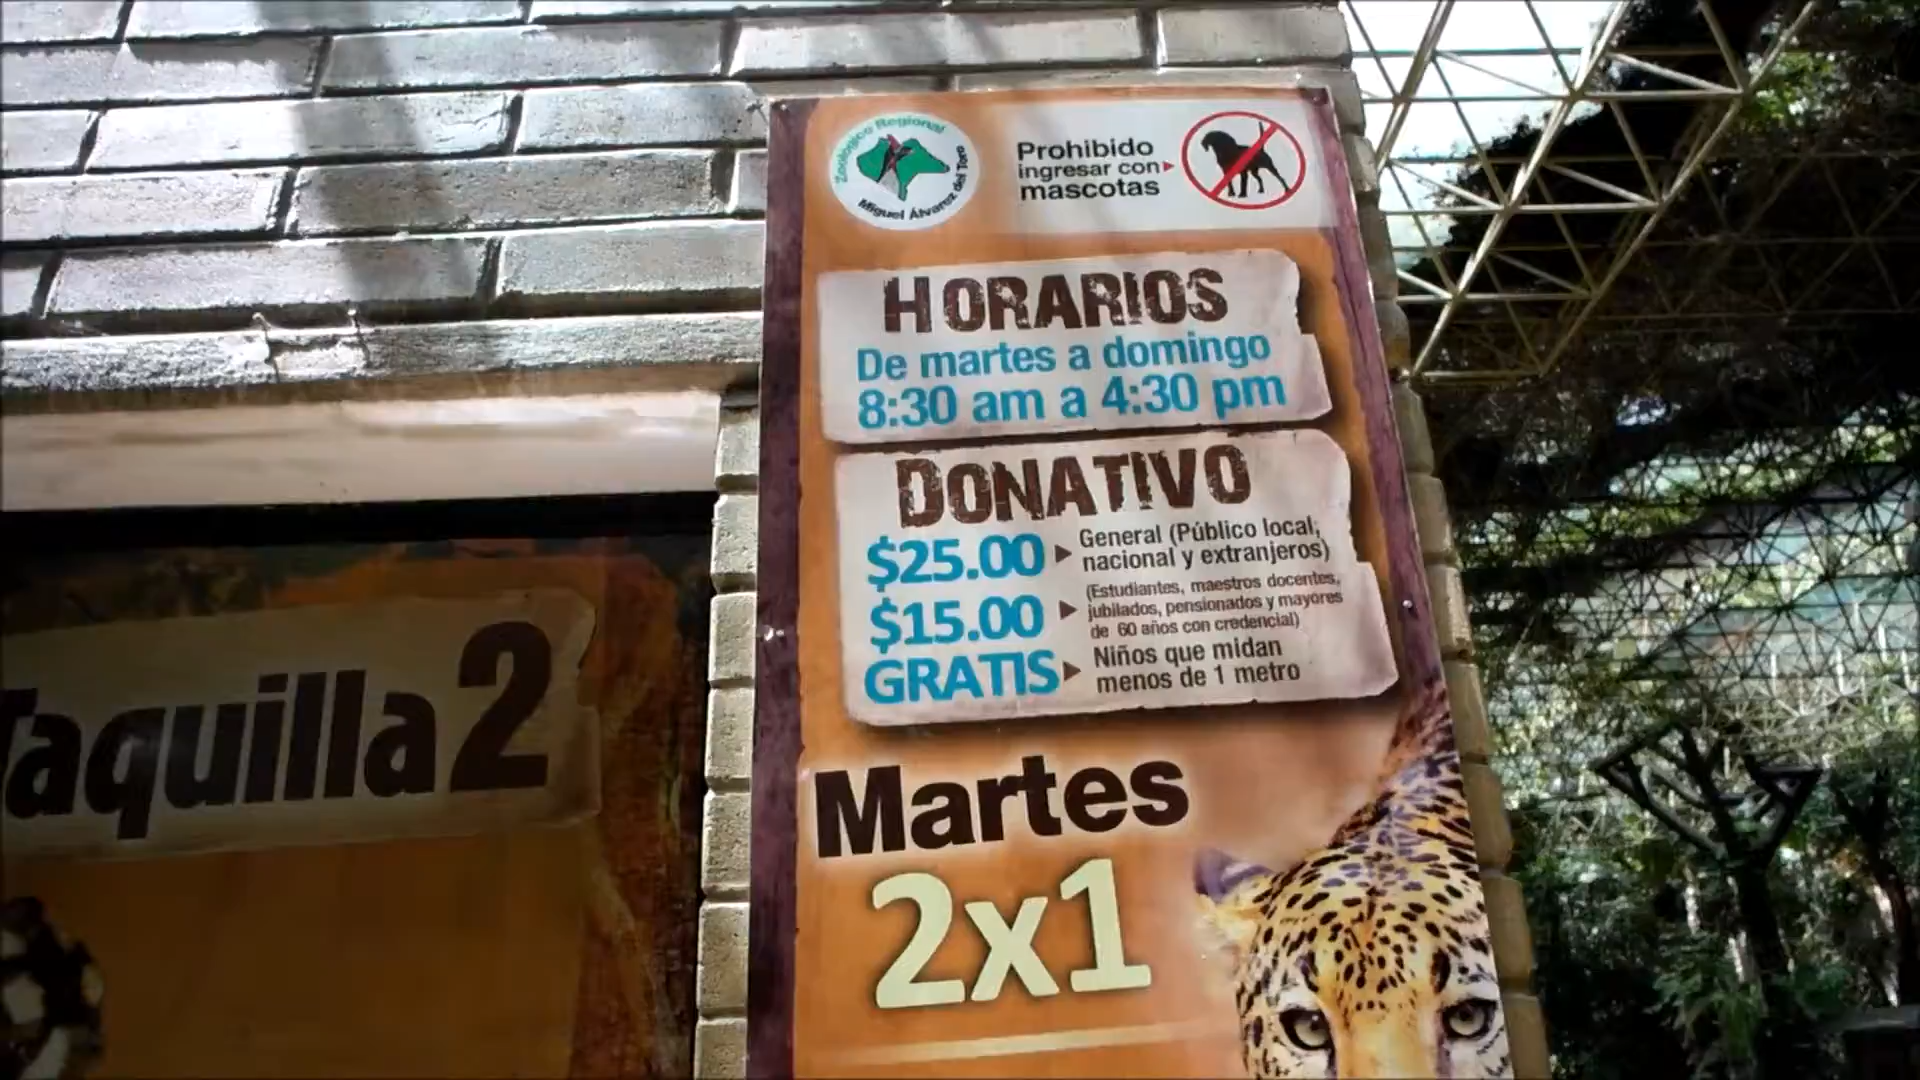 Zoológico Regional
Miguel Álvarez del Toro
Prohibido
ingresar con
mascotas
HORARIOS
De martes a domingo
8:30 am a 4:30 pm
DONATIVO
$25.00 General (Público local,
nacional y extranjeros)
$15.00 (Estudiantes, maestros docentes,
jubilados, pensionados y mayores
de 60 años con credencial)
GRATIS Niños que midan
menos de 1 metro
Martes
2x1
Taquilla 2